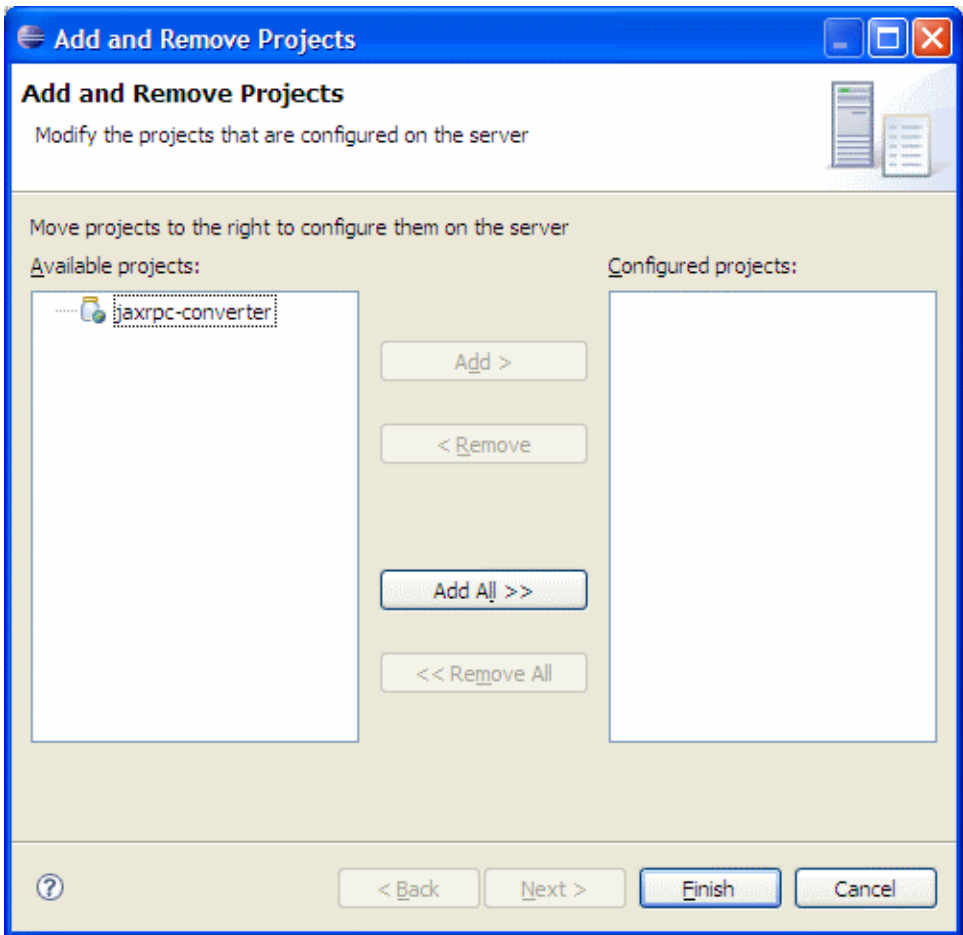 Add and Remove Projects
Add and Remove Projects
Modify the projects that are configured on the server
Move projects to the right to configure them on the server
Available projects:
Configured projects:
jaxrpc-converter
Add >
< Remove
Add All >>
<< Remove All
?
< Back
Next >
Finish
Cancel